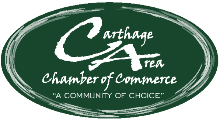 Carthage
Area
Chamber of Commerce
"A COMMUNITY OF CHOICE"